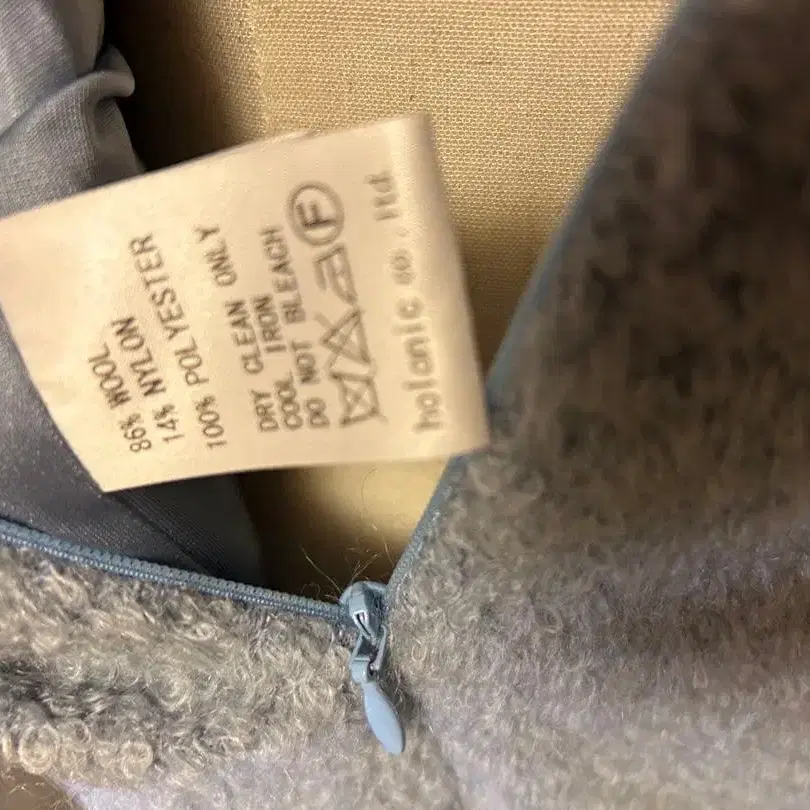 86% WOOL
14% NYLON
100% POLYESTER
DRY CLEAN ONLY
COOL IRON
DO NOT BLEACH
F
holonic co., ltd.